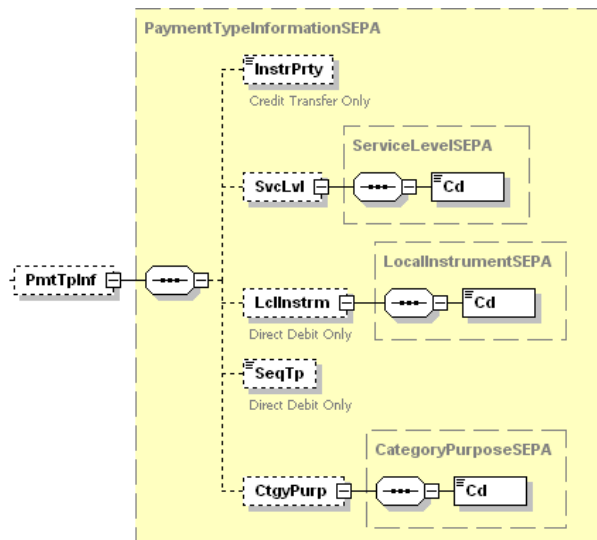 PaymentTypeInformationSEPA
InstrPrty
Credit Transfer Only
ServiceLevelSEPA
SvcLvl
Cd
LocalInstrumentSEPA
PmtTpInf
LclInstrm
Cd
Direct Debit Only
SeqTp
Direct Debit Only
CategoryPurposeSEPA
CtgyPurp
Cd